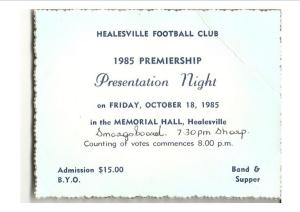 HEALESVILLE FOOTBALL CLUB
1985 PREMIERSHIP
Presentation Night
on FRIDAY, OCTOBER 18, 1985
in the MEMORIAL HALL, Healesville
Smorgasboard. 7.30pm Sharp.
Counting of votes commences 8.00 p.m.
Admission $15.00 Band &
B.Y.O. Supper